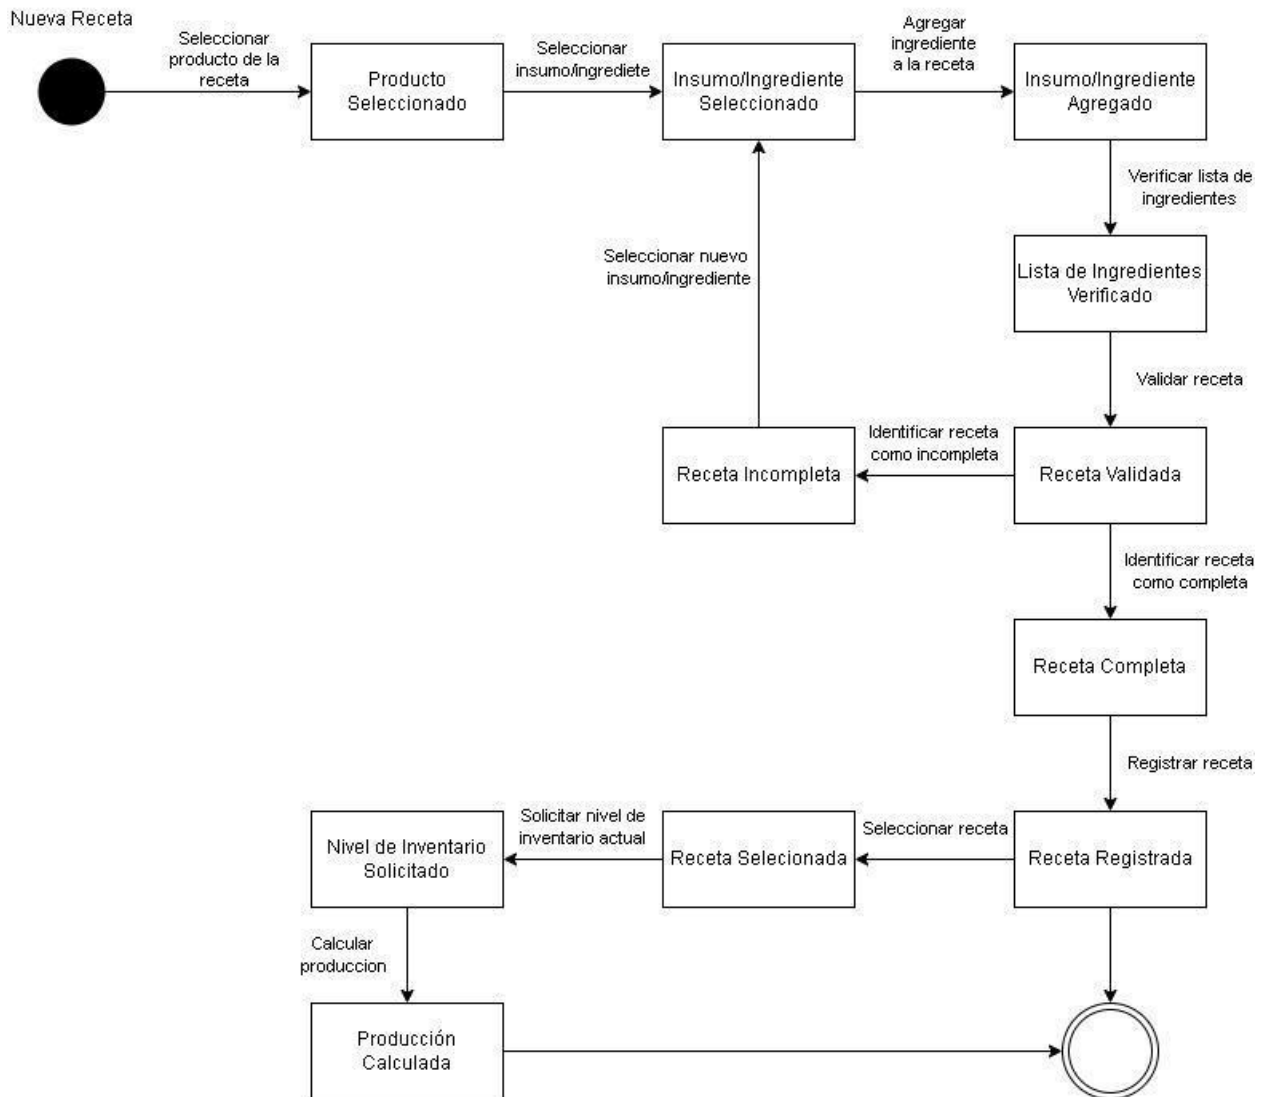 Nueva Receta
Seleccionar
producto de la
receta
Producto
Seleccionado
Seleccionar
insumo/ingrediete
Insumo/Ingrediente
Seleccionado
Agregar
ingrediente
a la receta
Insumo/Ingrediente
Agregado
Verificar lista de
ingredientes
Lista de Ingredientes
Verificado
Seleccionar nuevo
insumo/ingrediente
Validar receta
Receta Incompleta
Identificar receta
como incompleta
Receta Validada
Identificar receta
como completa
Receta Completa
Registrar receta
Nivel de Inventario
Solicitado
Solicitar nivel de
inventario actual
Receta Selecionada
Seleccionar receta
Receta Registrada
Calcular
produccion
Producción
Calculada